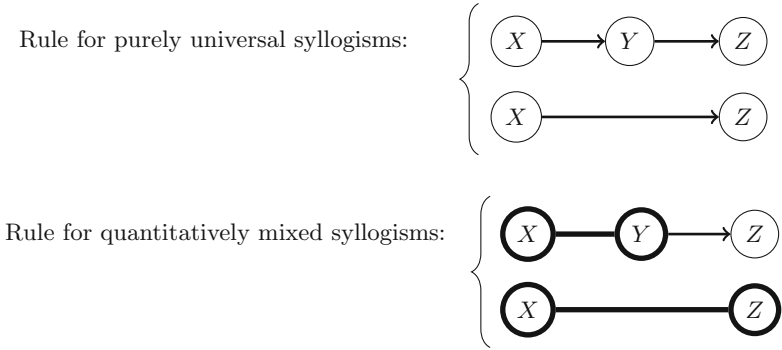 Rule for purely universal syllogisms:
X Y Z
X Z
Rule for quantitatively mixed syllogisms:
X Y Z
X Z